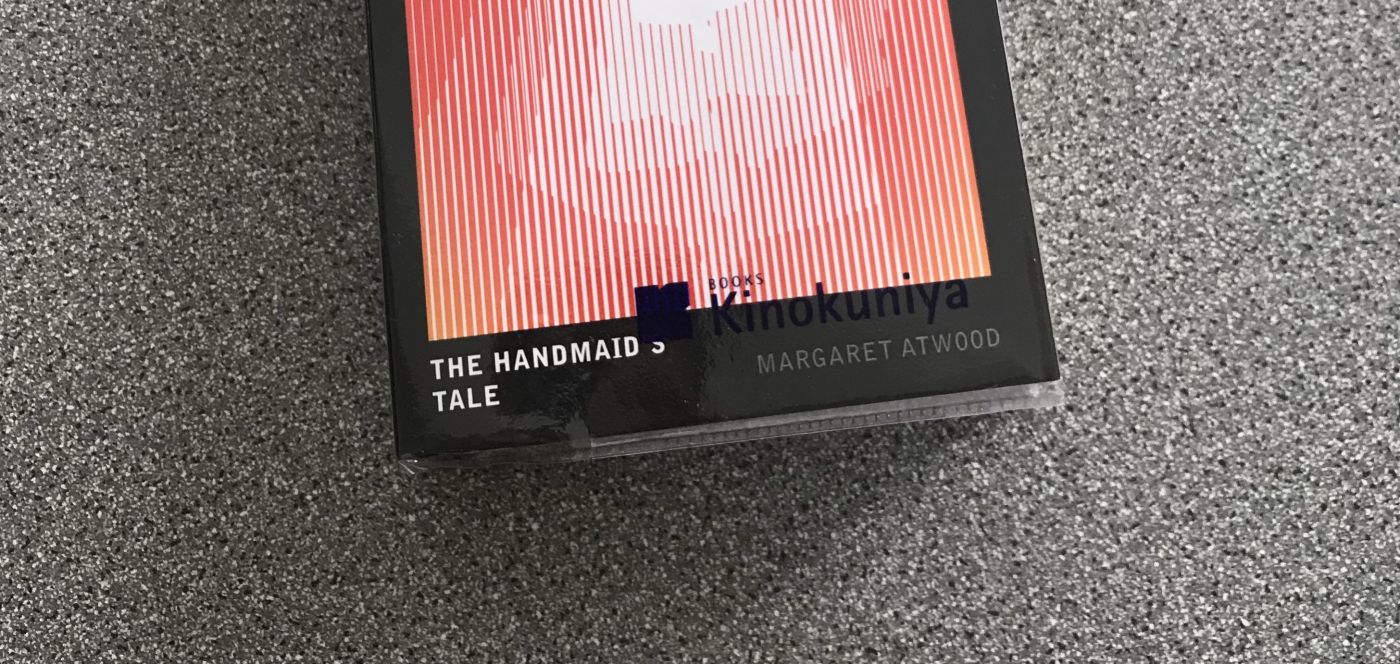 BOOKS
Kinokuniya
THE HANDMAID'S
TALE
MARGARET ATWOOD